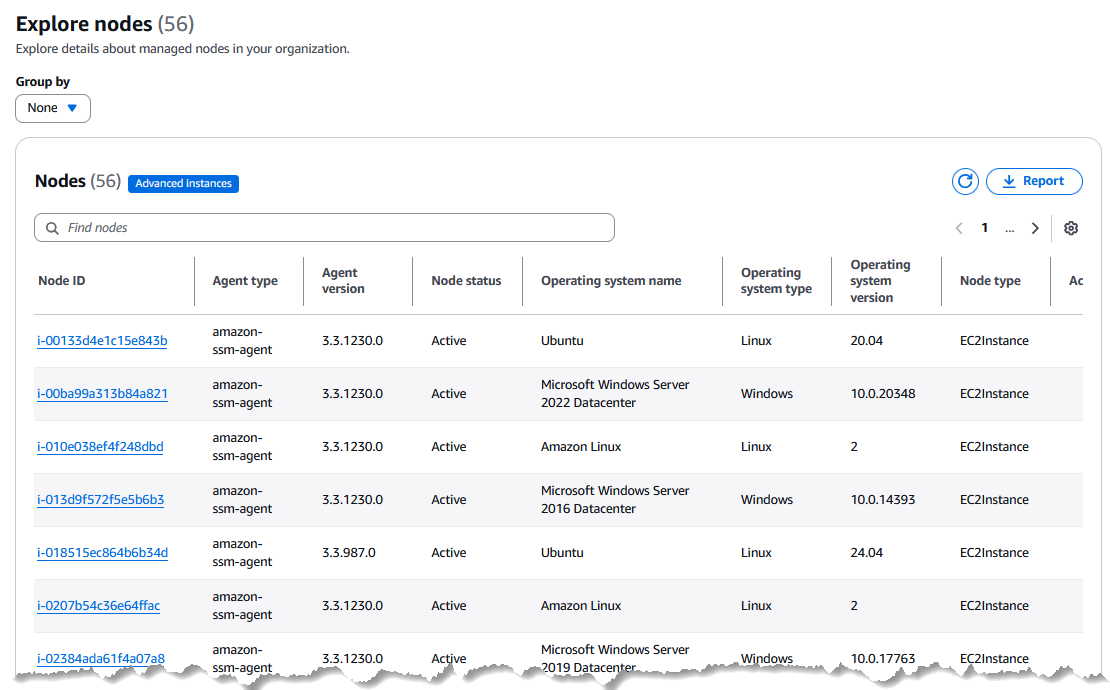 Explore nodes (56)
Explore details about managed nodes in your organization.
Group by
None
Nodes (56) Advanced instances Report
Find nodes 1 ...
Node ID Agent type Agent version Node status Operating system name Operating system type Operating system version Node type Ac
i-00133d4e1c15e843b amazon-ssm-agent 3.3.1230.0 Active Ubuntu Linux 20.04 EC2Instance
i-00ba99a313b84a821 amazon-ssm-agent 3.3.1230.0 Active Microsoft Windows Server 2022 Datacenter Windows 10.0.20348 EC2Instance
i-010e038ef4f248dbd amazon-ssm-agent 3.3.1230.0 Active Amazon Linux Linux 2 EC2Instance
i-013d9f572f5e5b6b3 amazon-ssm-agent 3.3.1230.0 Active Microsoft Windows Server 2016 Datacenter Windows 10.0.14393 EC2Instance
i-018515ec864b6b34d amazon-ssm-agent 3.3.987.0 Active Ubuntu Linux 24.04 EC2Instance
i-0207b54c36e64ffac amazon-ssm-agent 3.3.1230.0 Active Amazon Linux Linux 2 EC2Instance
i-02384ada61f4a07a8 amazon-ssm-agent 3.3.1230.0 Active Microsoft Windows Server 2019 Datacenter Windows 10.0.17763 EC2Instance